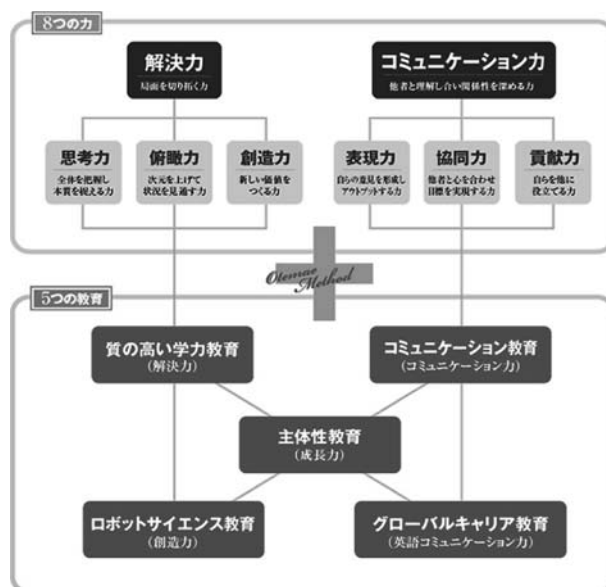 8つの力
解決力
局面を切り拓く力
コミュニケーション力
他者と理解し合い関係性を深める力
思考力
全体を把握し
本質を捉える力
俯瞰力
次元を上げて
状況を見通す力
創造力
新しい価値を
つくる力
表現力
自らの意見を形成し
アウトプットする力
協同力
他者と心を合わせ
目標を実現する力
貢献力
自らを他に
役立てる力
Otemae
Method
5つの教育
質の高い学力教育
(解決力)
コミュニケーション教育
(コミュニケーション力)
主体性教育
(成長力)
ロボットサイエンス教育
(創造力)
グローバルキャリア教育
(英語コミュニケーション力)